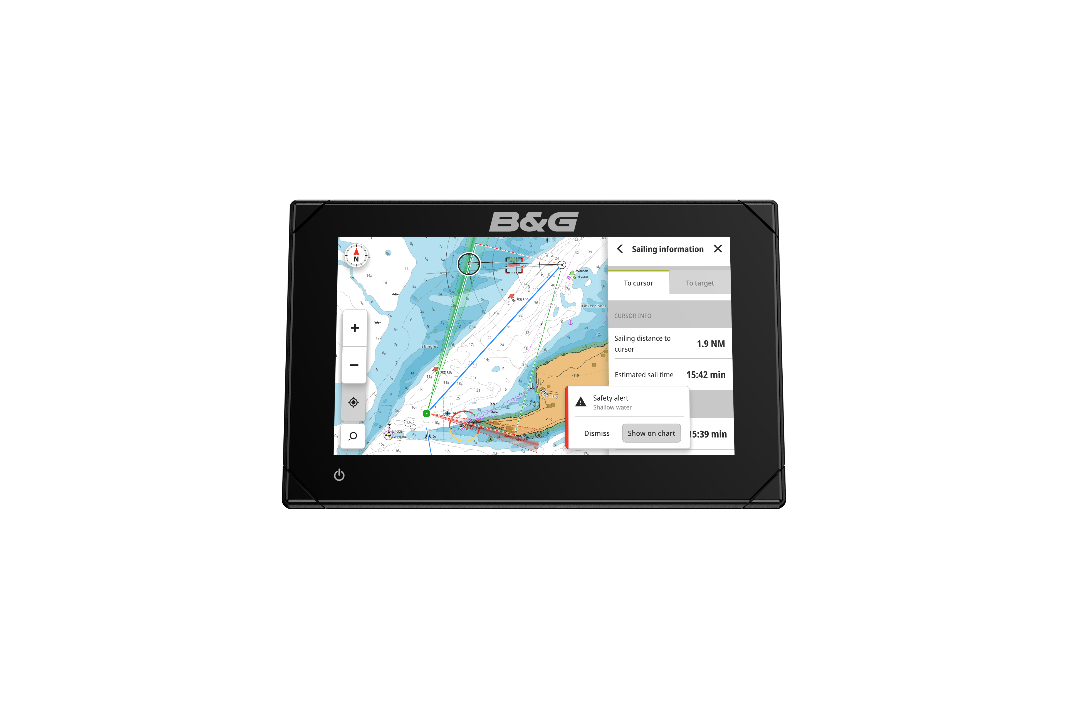 B&G
N
Sailing information
To cursor
To target
CURSOR INFO
Sailing distance to
cursor
1.9 NM
Estimated sail time
15:42 min
Safety alert
Shallow water
Dismiss
Show on chart
15:39 min